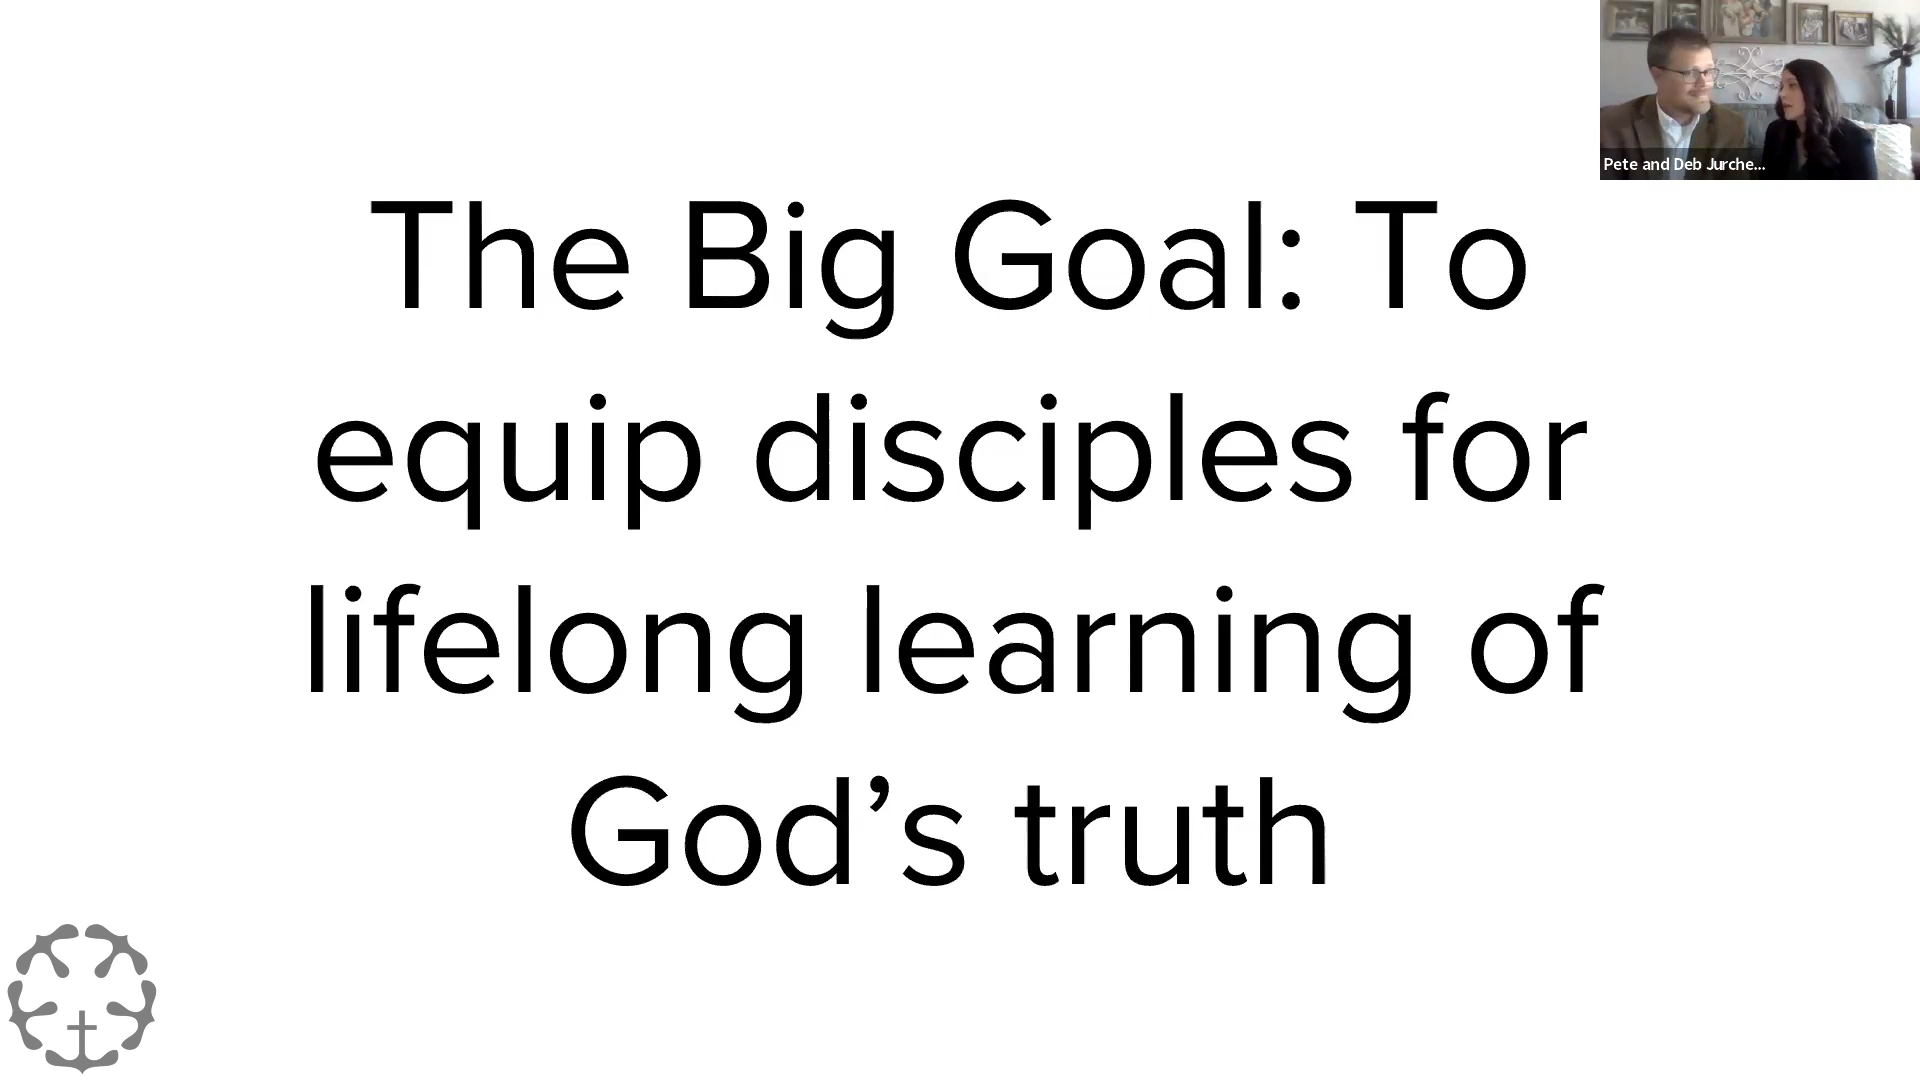 Pete and Deb Jurche...
The Big Goal: To
equip disciples for
lifelong learning of
God’s truth